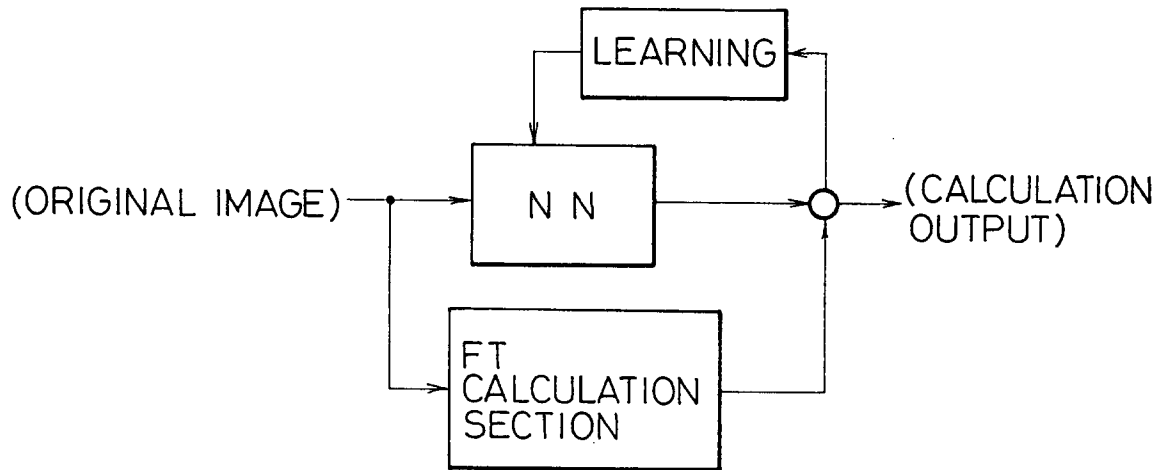 LEARNING
(ORIGINAL IMAGE)
N N
(CALCULATION
OUTPUT)
FT
CALCULATION
SECTION